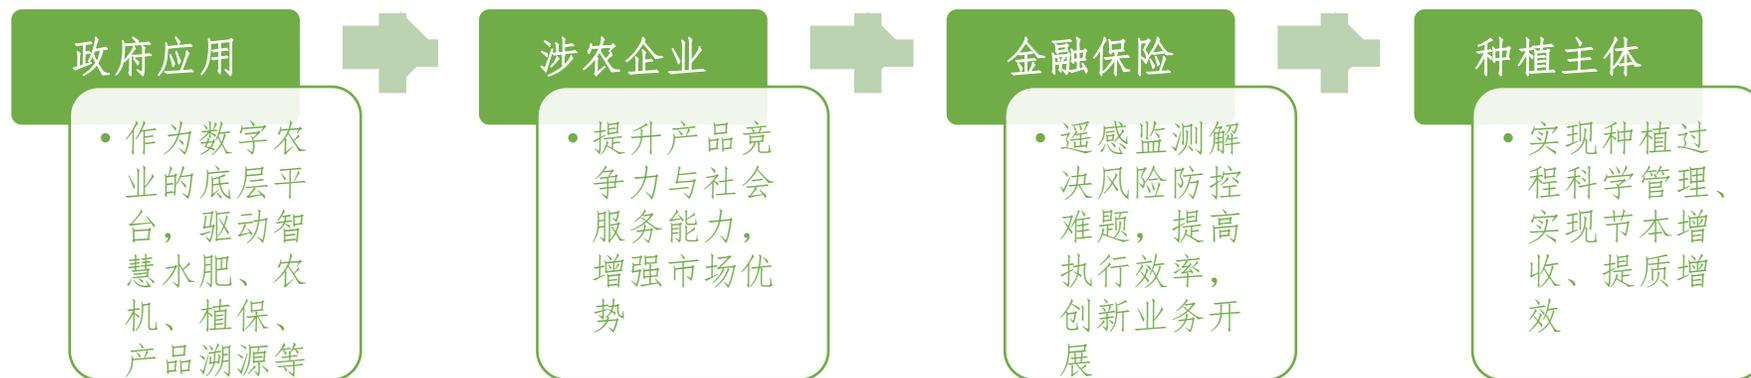 政府应用
作为数字农
业的底层平
台，驱动智
慧水肥、农
机、植保、
产品溯源等
涉农企业
提升产品竞
争力与社会
服务能力，
增强市场优
势
金融保险
遥感监测解
决风险防控
难题，提高
执行效率，
创新业务开
展
种植主体
实现种植过
程科学管理、
实现节本增
收、提质增
效